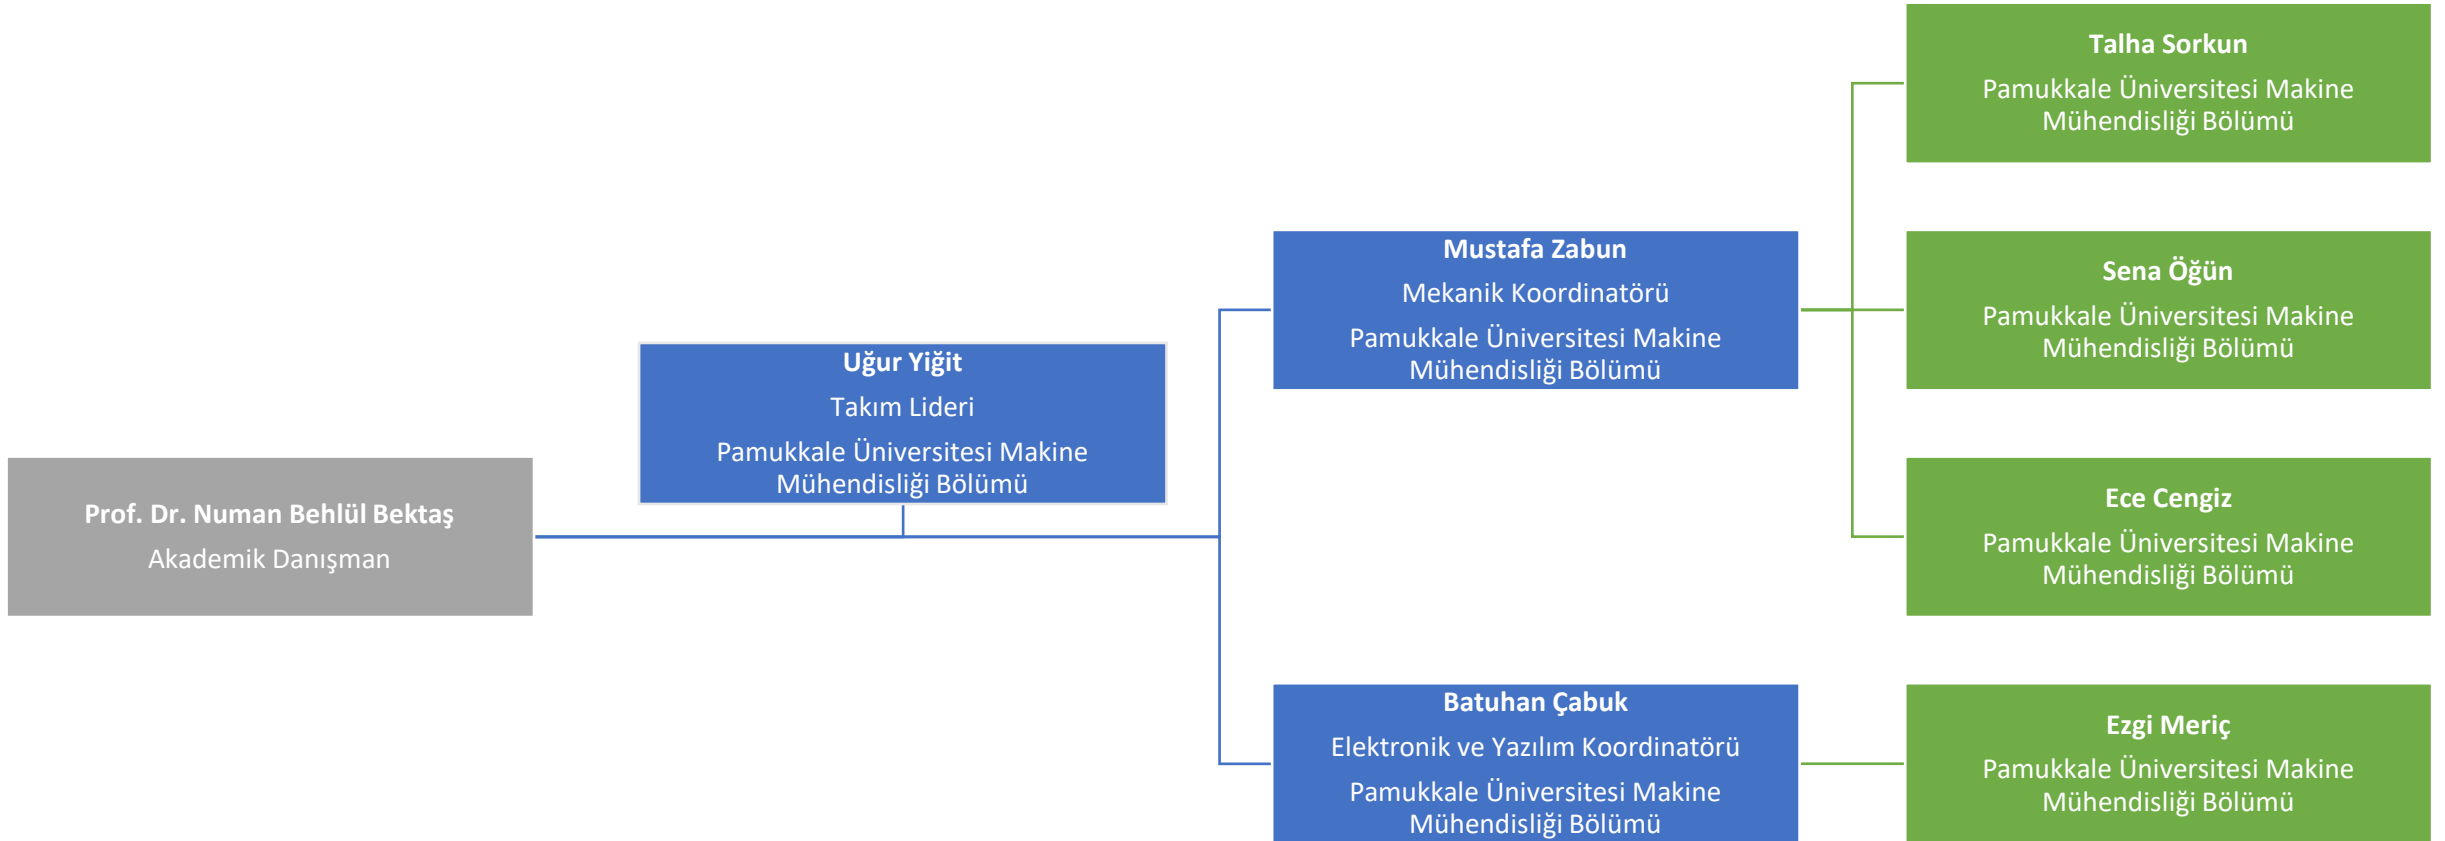 Prof. Dr. Numan Behlül Bektaş
Akademik Danışman
Uğur Yiğit
Takım Lideri
Pamukkale Üniversitesi Makine
Mühendisliği Bölümü
Mustafa Zabun
Mekanik Koordinatörü
Pamukkale Üniversitesi Makine
Mühendisliği Bölümü
Talha Sorkun
Pamukkale Üniversitesi Makine
Mühendisliği Bölümü
Sena Öğün
Pamukkale Üniversitesi Makine
Mühendisliği Bölümü
Ece Cengiz
Pamukkale Üniversitesi Makine
Mühendisliği Bölümü
Batuhan Çabuk
Elektronik ve Yazılım Koordinatörü
Pamukkale Üniversitesi Makine
Mühendisliği Bölümü
Ezgi Meriç
Pamukkale Üniversitesi Makine
Mühendisliği Bölümü